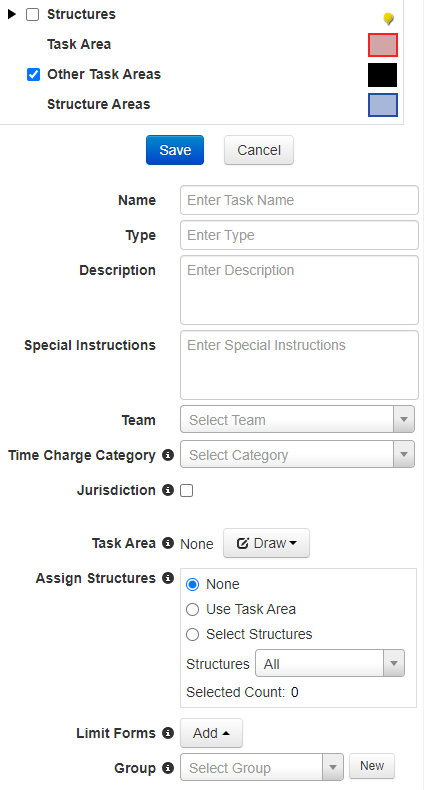 Structures
Task Area
Other Task Areas
Structure Areas
Save Cancel
Name Enter Task Name
Type Enter Type
Description Enter Description
Special Instructions Enter Special Instructions
Team Select Team
Time Charge Category Select Category
Jurisdiction
Task Area None Draw
Assign Structures None
Use Task Area
Select Structures
Structures All
Selected Count: 0
Limit Forms Add
Group Select Group New